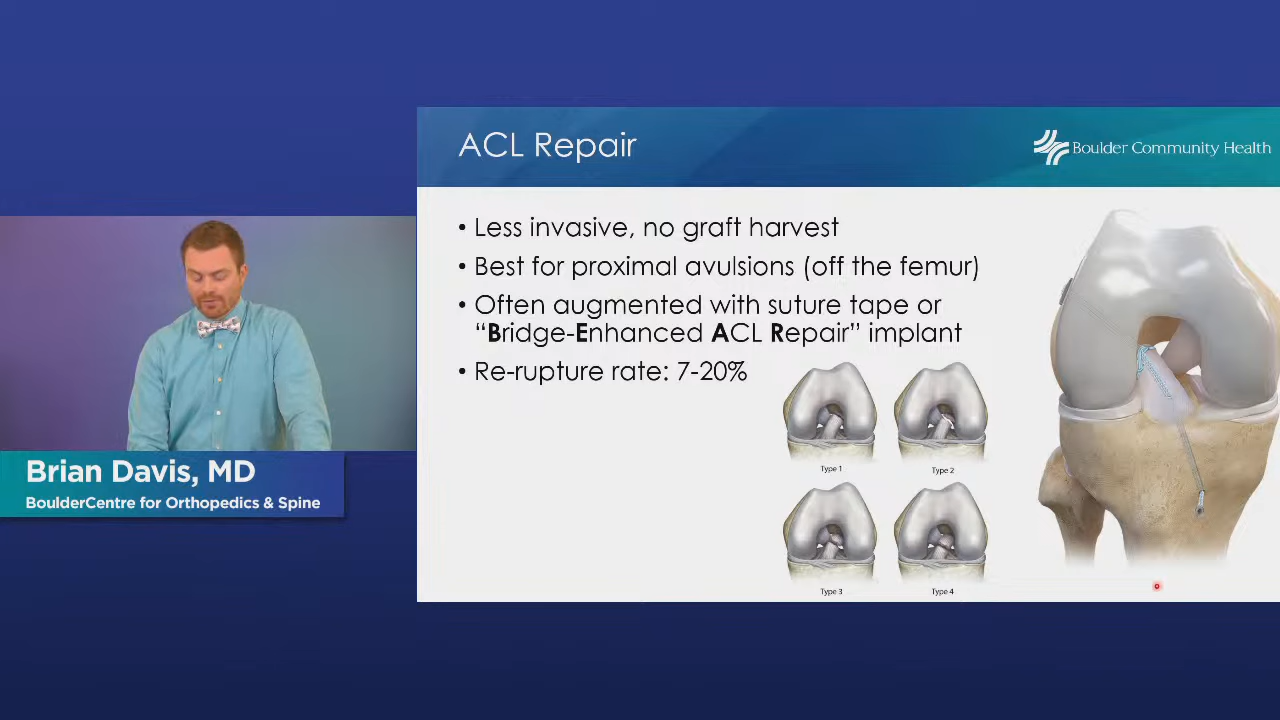 ACL Repair
Boulder Community Health
• Less invasive, no graft harvest
• Best for proximal avulsions (off the femur)
• Often augmented with suture tape or
“Bridge-Enhanced ACL Repair” implant
• Re-rupture rate: 7-20%
Type 1
Type 2
Type 3
Type 4
Brian Davis, MD
BoulderCentre for Orthopedics & Spine